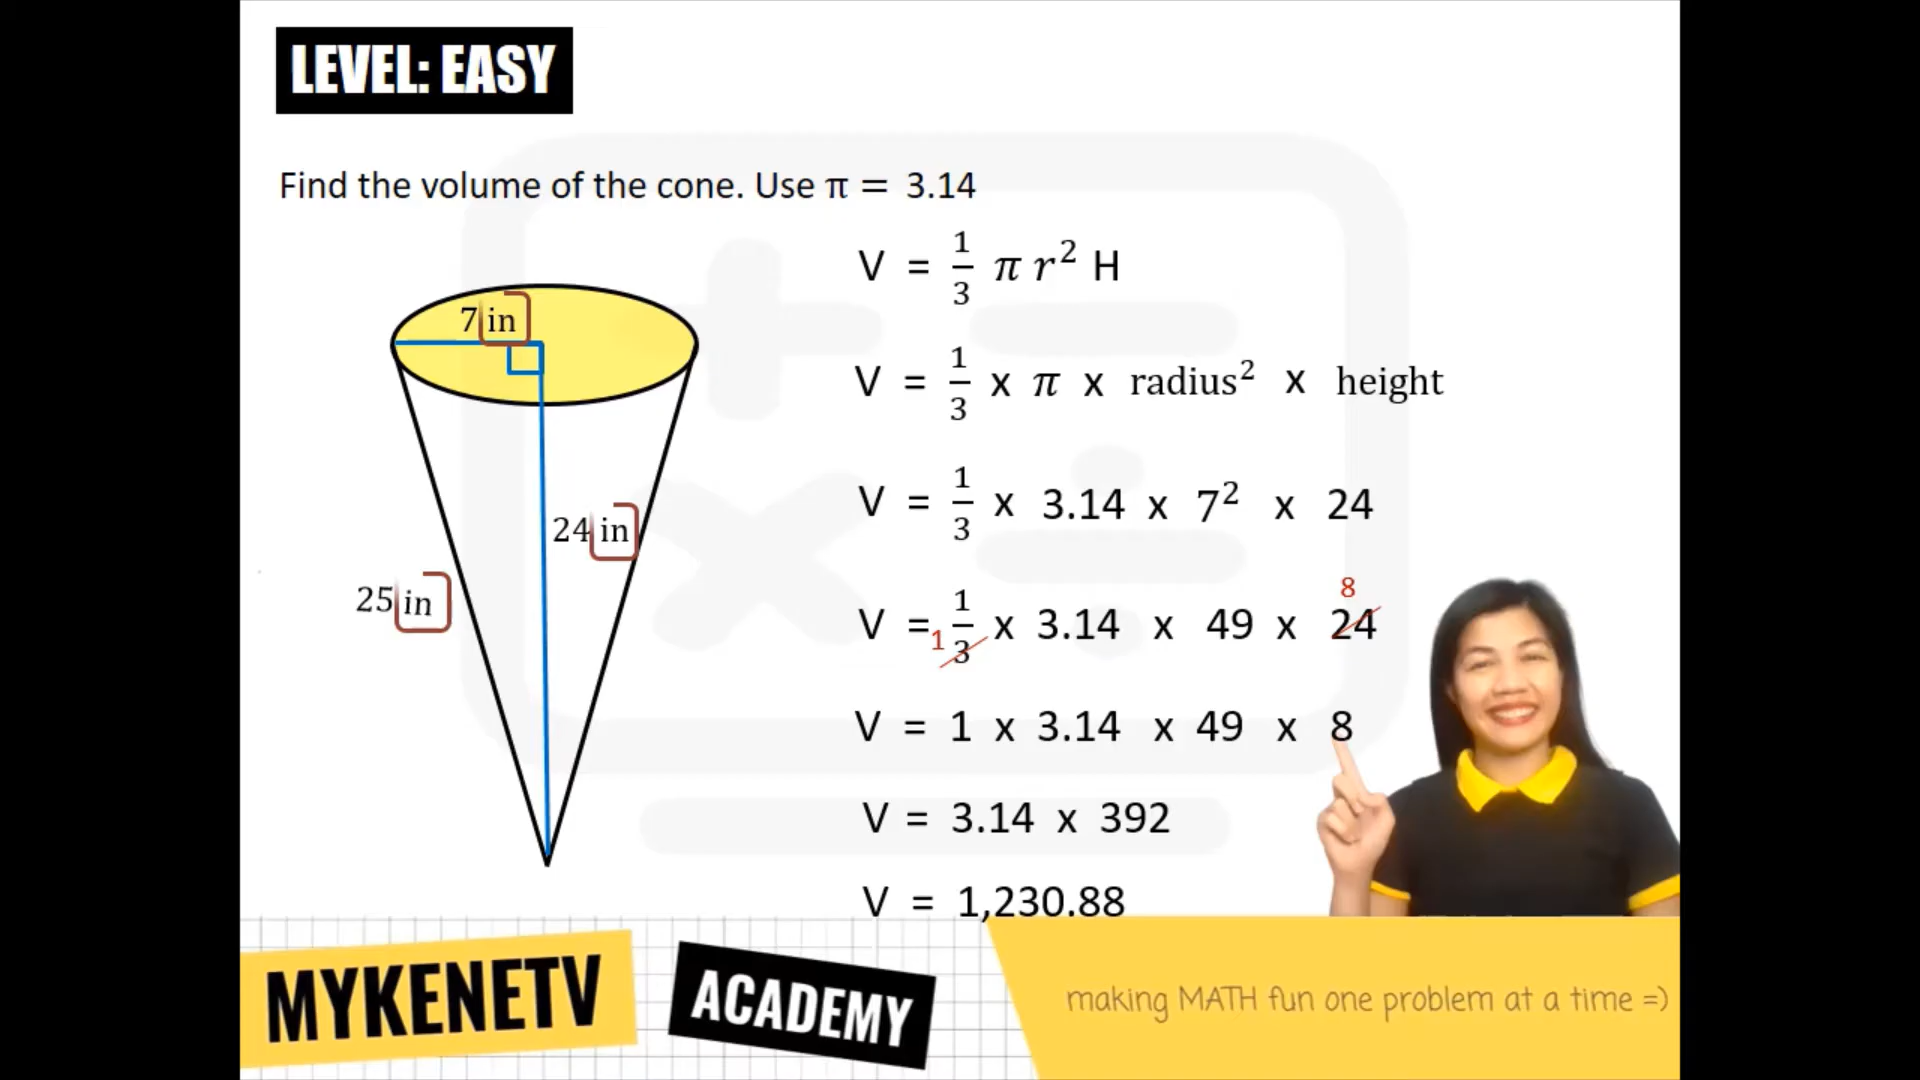 LEVEL: EASY
Find the volume of the cone. Use π = 3.14
7 in
24 in
25 in
V = 1/3 π r² H
V = 1/3 x π x radius² x height
V = 1/3 x 3.14 x 7² x 24
8
V = 1/3 x 3.14 x 49 x 24
1
V = 1 x 3.14 x 49 x 8
V = 3.14 x 392
V = 1,230.88
MYKENETV
ACADEMY
making MATH fun one problem at a time =)